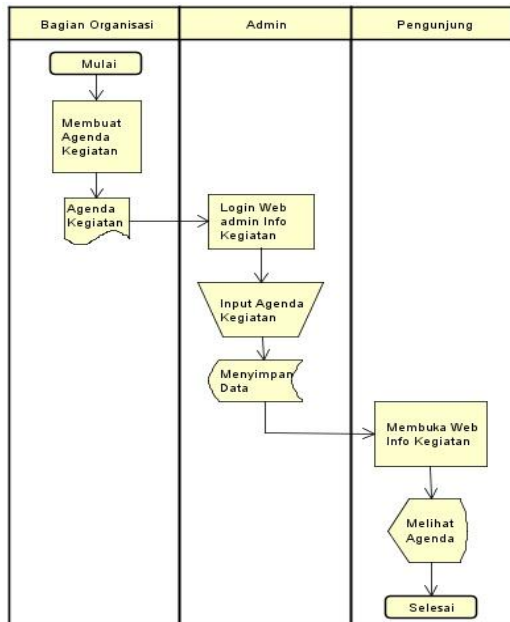 Bagian Organisasi
Admin
Pengunjung
Mulai
Membuat
Agenda
Kegiatan
Agenda
Kegiatan
Login Web
admin Info
Kegiatan
Input Agenda
Kegiatan
Menyimpan
Data
Membuka Web
Info Kegiatan
Melihat
Agenda
Selesai